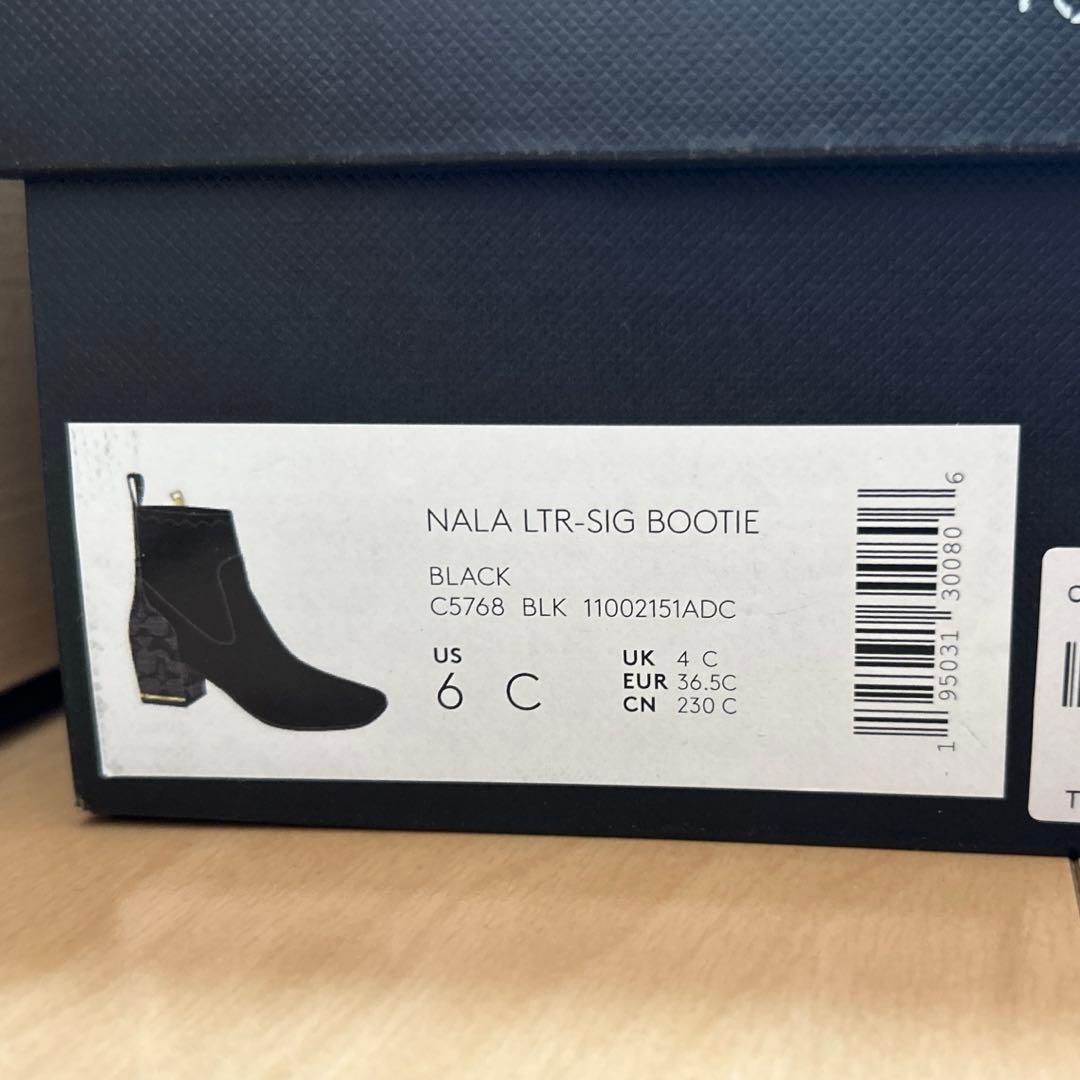 NALA LTR-SIG BOOTIE
BLACK
C5768 BLK 11002151ADC
US
6 C
UK 4 C
EUR 36.5C
CN 230 C
1 95031 30080 6